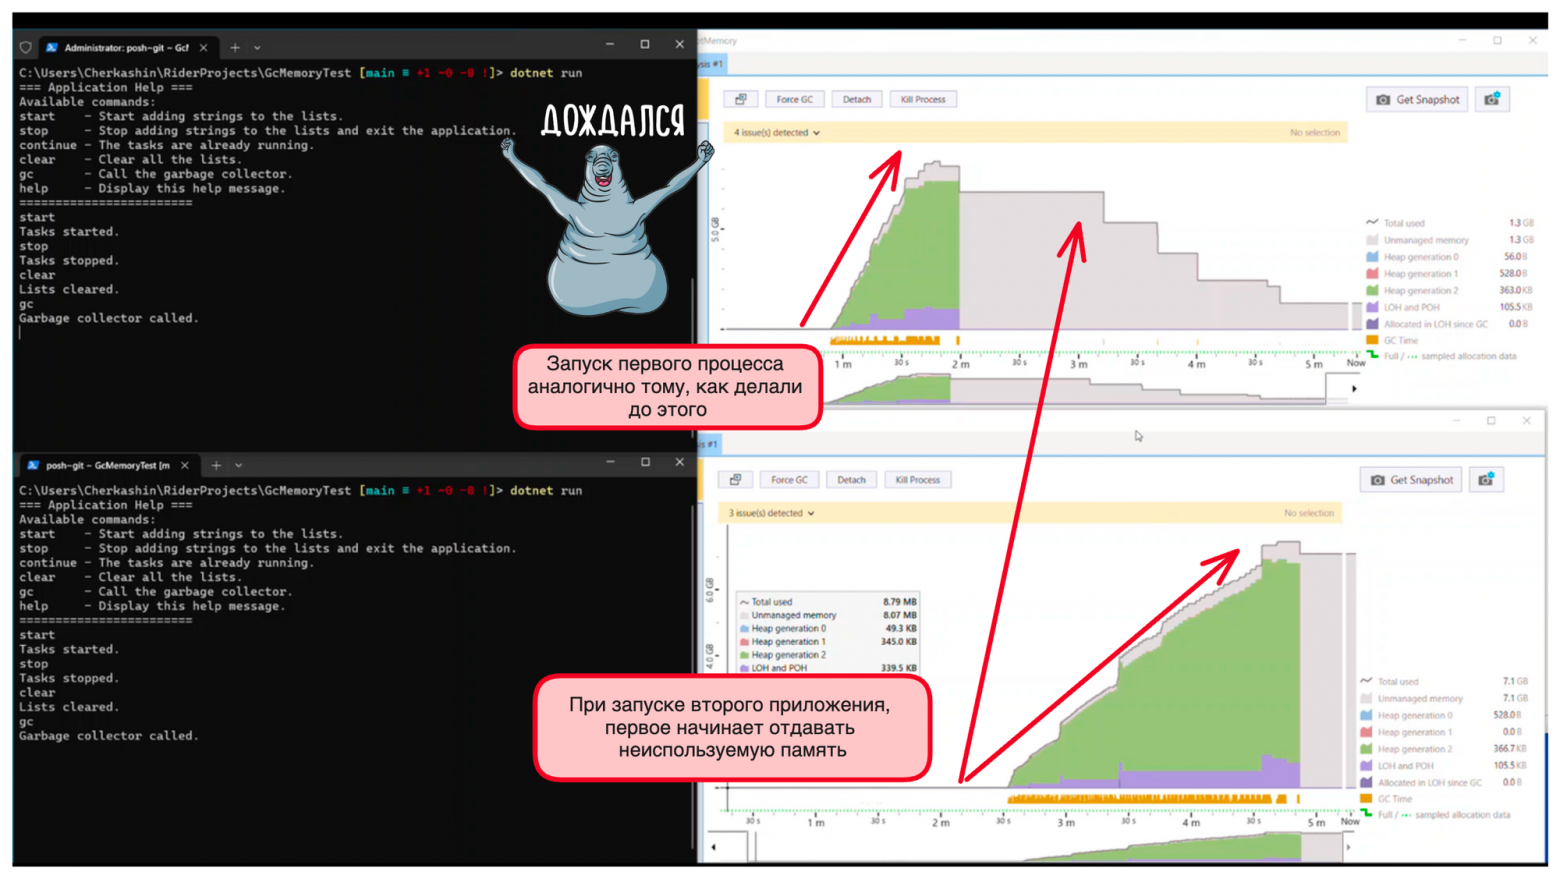 Administrator: posh-git ~ Gcf
C:\Users\Cherkashin\RiderProjects\GcMemoryTest [main ≡ +1 ~0 -0 !]> dotnet run
=== Application Help ===
Available commands:
start    - Start adding strings to the lists.
stop     - Stop adding strings to the lists and exit the application.
continue - The tasks are already running.
clear    - Clear all the lists.
gc       - Call the garbage collector.
help     - Display this help message.
========================
start
Tasks started.
stop
Tasks stopped.
clear
Lists cleared.
gc
Garbage collector called.
ДОЖДАЛСЯ
otMemory
ysis #1
Force GC
Detach
Kill Process
Get Snapshot
4 issue(s) detected
No selection
5.0 GB
Total used 1.3 GB
Unmanaged memory 1.3 GB
Heap generation 0 56.0 B
Heap generation 1 528.0 B
Heap generation 2 363.0 KB
LOH and POH 105.5 KB
Allocated in LOH since GC 0.0 B
GC Time
Full / sampled allocation data
1 m 30 s 2 m 30 s 3 m 30 s 4 m 30 s 5 m Now
Запуск первого процесса
аналогично тому, как делали
до этого
posh-git ~ GcMemoryTest [m
C:\Users\Cherkashin\RiderProjects\GcMemoryTest [main ≡ +1 ~0 -0 !]> dotnet run
=== Application Help ===
Available commands:
start    - Start adding strings to the lists.
stop     - Stop adding strings to the lists and exit the application.
continue - The tasks are already running.
clear    - Clear all the lists.
gc       - Call the garbage collector.
help     - Display this help message.
========================
start
Tasks started.
stop
Tasks stopped.
clear
Lists cleared.
gc
Garbage collector called.
is #1
Force GC
Detach
Kill Process
Get Snapshot
3 issue(s) detected
No selection
6.0 GB
4.0 GB
Total used 8.79 MB
Unmanaged memory 8.07 MB
Heap generation 0 49.3 KB
Heap generation 1 345.0 KB
Heap generation 2
LOH and POH 339.5 KB
При запуске второго приложения,
первое начинает отдавать
неиспользуемую память
Total used 7.1 GB
Unmanaged memory 7.1 GB
Heap generation 0 528.0 B
Heap generation 1 0.0 B
Heap generation 2 366.7 KB
LOH and POH 105.5 KB
Allocated in LOH since GC 0.0 B
GC Time
Full / sampled allocation data
30 s 1 m 30 s 2 m 30 s 3 m 30 s 4 m 30 s 5 m Now